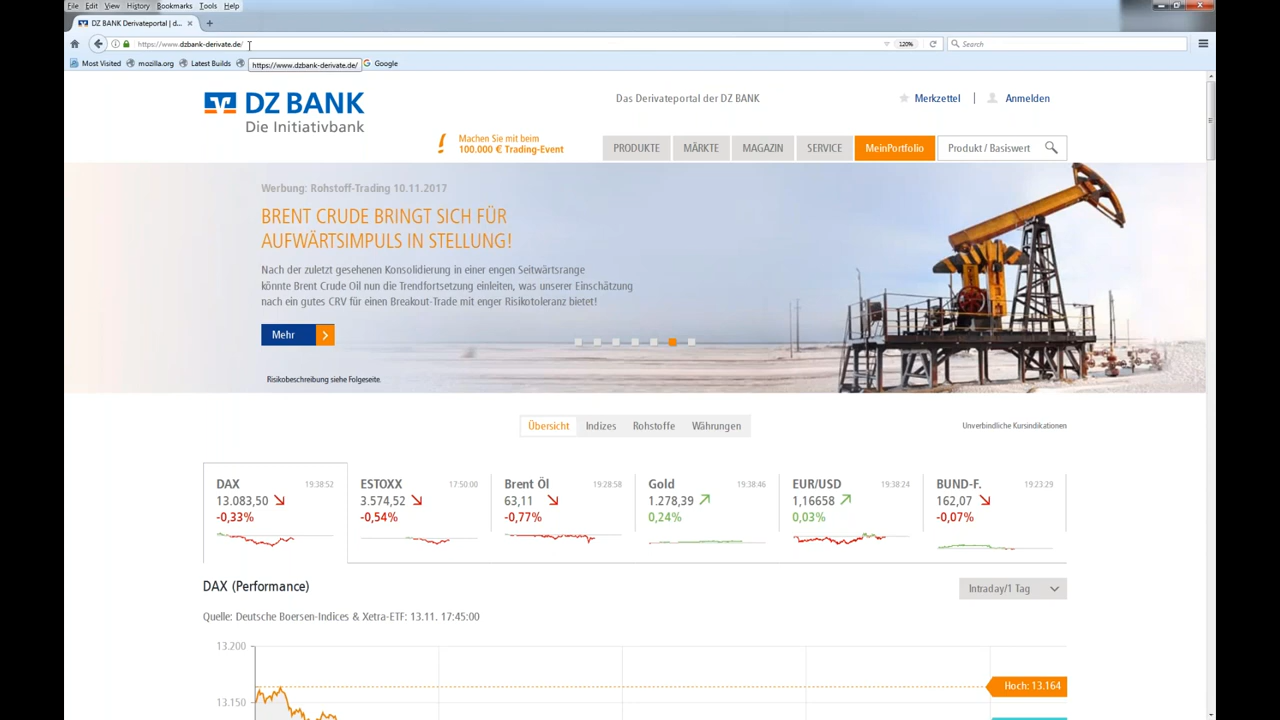 File Edit View History Bookmarks Tools Help
DZ BANK Derivateportal | d... × +
https://www.dzbank-derivate.de/ 120% Search
Most Visited mozilla.org Latest Builds https://www.dzbank-derivate.de/ Google
DZ BANK
Die Initiativbank
Das Derivateportal der DZ BANK
Merkzettel | Anmelden
Machen Sie mit beim
100.000 € Trading-Event
PRODUKTE MÄRKTE MAGAZIN SERVICE MeinPortfolio Produkt / Basiswert
Werbung: Rohstoff-Trading 10.11.2017
BRENT CRUDE BRINGT SICH FÜR
AUFWÄRTSIMPULS IN STELLUNG!
Nach der zuletzt gesehenen Konsolidierung in einer engen Seitwärtsrange
könnte Brent Crude Oil nun die Trendfortsetzung einleiten, was unserer Einschätzung
nach ein gutes CRV für einen Breakout-Trade mit enger Risikotoleranz bietet!
Mehr
Risikobeschreibung siehe Folgeseite.
Übersicht Indizes Rohstoffe Währungen
Unverbindliche Kursindikationen
DAX 19:38:52
13.083,50
-0,33%
ESTOXX 17:50:00
3.574,52
-0,54%
Brent Öl 19:28:58
63,11
-0,77%
Gold 19:38:46
1.278,39
0,24%
EUR/USD 19:38:24
1,16658
0,03%
BUND-F. 19:23:29
162,07
-0,07%
DAX (Performance)
Intraday/1 Tag
Quelle: Deutsche Boersen-Indices & Xetra-ETF: 13.11. 17:45:00
13.200
Hoch: 13.164
13.150